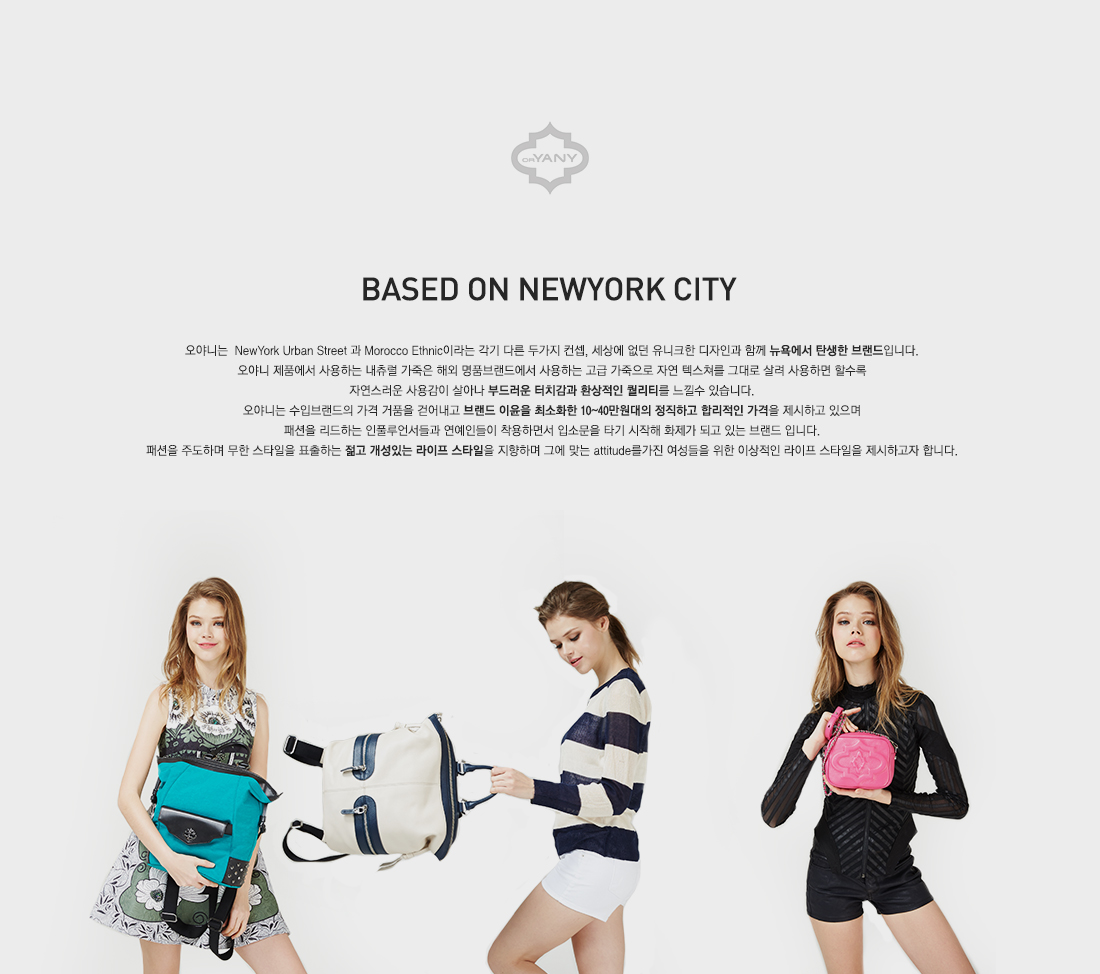 orYANY
BASED ON NEWYORK CITY
오야니는 NewYork Urban Street 과 Morocco Ethnic이라는 각기 다른 두가지 컨셉, 세상에 없던 유니크한 디자인과 함께 뉴욕에서 탄생한 브랜드입니다.
오야니 제품에서 사용하는 내츄럴 가죽은 해외 명품브랜드에서 사용하는 고급 가죽으로 자연 텍스쳐를 그대로 살려 사용하면 할수록
자연스러운 사용감이 살아나 부드러운 터치감과 환상적인 퀄리티를 느낄수 있습니다.
오야니는 수입브랜드의 가격 거품을 걷어내고 브랜드 이윤을 최소화한 10~40만원대의 정직하고 합리적인 가격을 제시하고 있으며
패션을 리드하는 인풀루언서들과 연예인들이 착용하면서 입소문을 타기 시작해 화제가 되고 있는 브랜드 입니다.
패션을 주도하며 무한 스타일을 표출하는 젊고 개성있는 라이프 스타일을 지향하며 그에 맞는 attitude를가진 여성들을 위한 이상적인 라이프 스타일을 제시하고자 합니다.